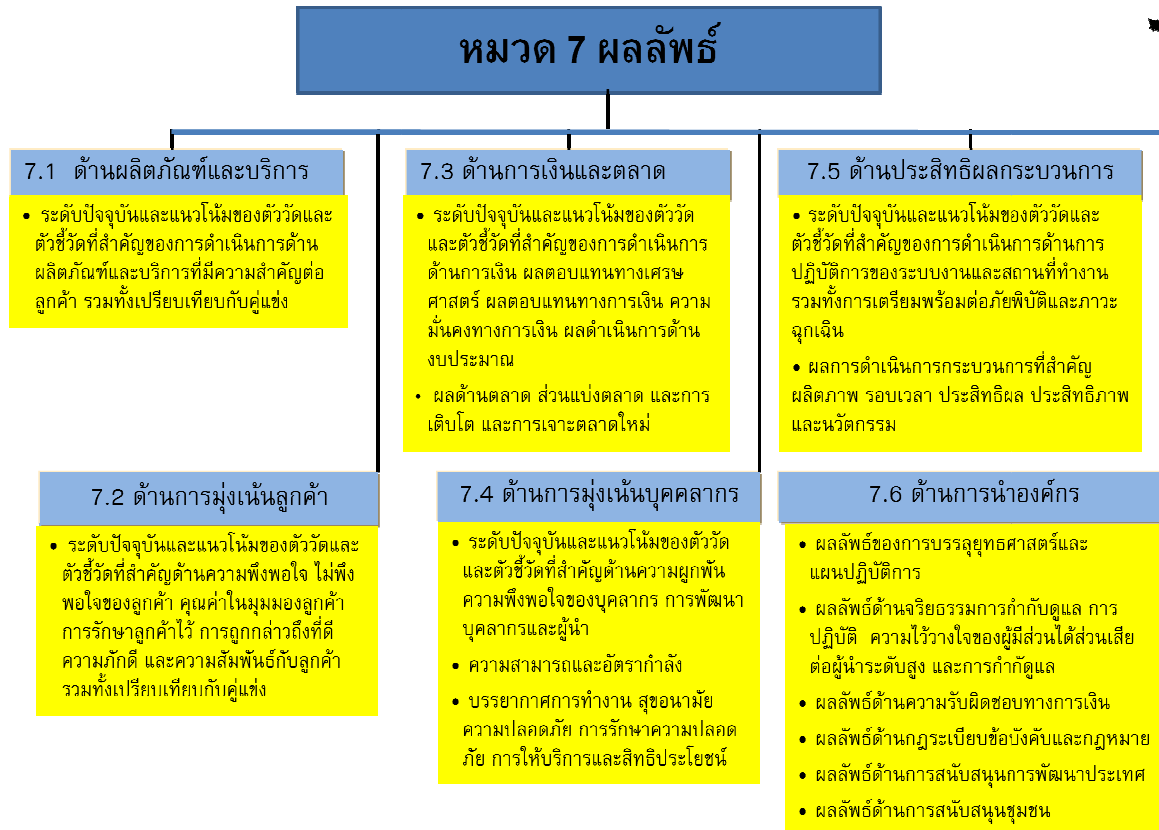 หมวด 7 ผลลัพธ์
7.1 ด้านผลิตภัณฑ์และบริการ
• ระดับปัจจุบันและแนวโน้มของตัววัดและ
ตัวชี้วัดที่สำคัญของการดำเนินการด้าน
ผลิตภัณฑ์และบริการที่มีความสำคัญต่อ
ลูกค้า รวมทั้งเปรียบเทียบกับคู่แข่ง
7.3 ด้านการเงินและตลาด
• ระดับปัจจุบันและแนวโน้มของตัววัด
และตัวชี้วัดที่สำคัญของการดำเนินการ
ด้านการเงิน ผลตอบแทนทางเศรษ
ศาสตร์ ผลตอบแทนทางการเงิน ความ
มั่นคงทางการเงิน ผลดำเนินการด้าน
งบประมาณ
• ผลด้านตลาด ส่วนแบ่งตลาด และการ
เติบโต และการเจาะตลาดใหม่
7.5 ด้านประสิทธิผลกระบวนการ
• ระดับปัจจุบันและแนวโน้มของตัววัดและ
ตัวชี้วัดที่สำคัญของการดำเนินการด้านการ
ปฏิบัติการของระบบงานและสถานที่ทำงาน
รวมทั้งการเตรียมพร้อมต่อภัยพิบัติและภาวะ
ฉุกเฉิน
• ผลการดำเนินการกระบวนการที่สำคัญ
ผลิตภาพ รอบเวลา ประสิทธิผล ประสิทธิภาพ
และนวัตกรรม
7.2 ด้านการมุ่งเน้นลูกค้า
• ระดับปัจจุบันและแนวโน้มของตัววัดและ
ตัวชี้วัดที่สำคัญด้านความพึงพอใจ ไม่พึง
พอใจของลูกค้า คุณค่าในมุมมองลูกค้า
การรักษาลูกค้าไว้ การถูกกล่าวถึงที่ดี
ความภักดี และความสัมพันธ์กับลูกค้า
รวมทั้งเปรียบเทียบกับคู่แข่ง
7.4 ด้านการมุ่งเน้นบุคคลากร
• ระดับปัจจุบันและแนวโน้มของตัววัด
และตัวชี้วัดที่สำคัญด้านความผูกพัน
ความพึงพอใจของบุคลากร การพัฒนา
บุคลากรและผู้นำ
• ความสามารถและอัตรากำลัง
• บรรยากาศการทำงาน สุขอนามัย
ความปลอดภัย การรักษาความปลอด
ภัย การให้บริการและสิทธิประโยชน์
7.6 ด้านการนำองค์กร
• ผลลัพธ์ของการบรรลุยุทธศาสตร์และ
แผนปฏิบัติการ
• ผลลัพธ์ด้านจริยธรรมการกำกับดูแล การ
ปฏิบัติ ความไว้วางใจของผู้มีส่วนได้ส่วนเสีย
ต่อผู้นำระดับสูง และการกำกัดูแล
• ผลลัพธ์ด้านความรับผิดชอบทางการเงิน
• ผลลัพธ์ด้านกฎระเบียบข้อบังคับและกฎหมาย
• ผลลัพธ์ด้านการสนับสนุนการพัฒนาประเทศ
• ผลลัพธ์ด้านการสนับสนุนชุมชน